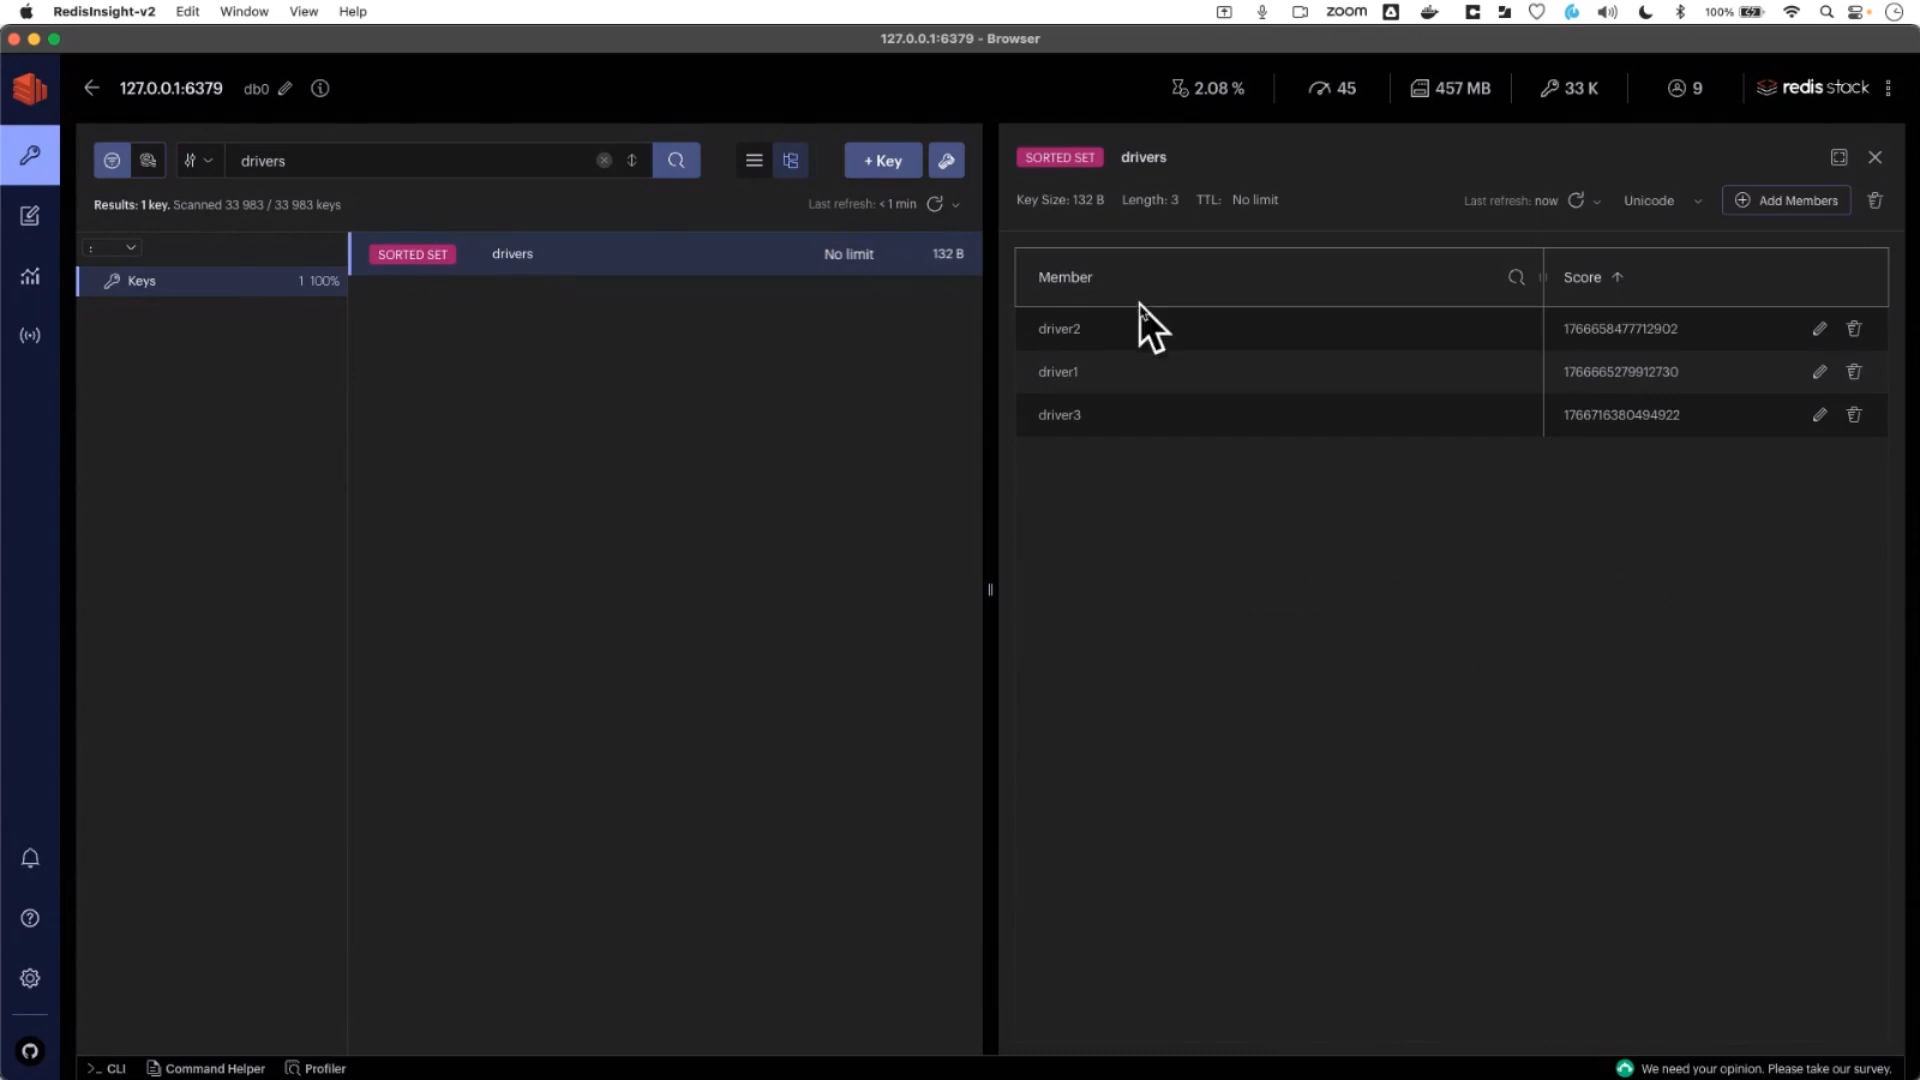 RedisInsight-v2 Edit Window View Help zoom 100%
127.0.0.1:6379 - Browser
127.0.0.1:6379 db0 2.08 % 45 457 MB 33 K 9 redis stack
drivers + Key
Results: 1 key. Scanned 33 983 / 33 983 keys Last refresh: < 1 min
:
Keys 1 100%
SORTED SET drivers No limit 132 B
SORTED SET drivers
Key Size: 132 B Length: 3 TTL: No limit Last refresh: now Unicode Add Members
Member Score
driver2 1766658477712902
driver1 1766665279912730
driver3 1766716380494922
>_ CLI Command Helper Profiler We need your opinion. Please take our survey.